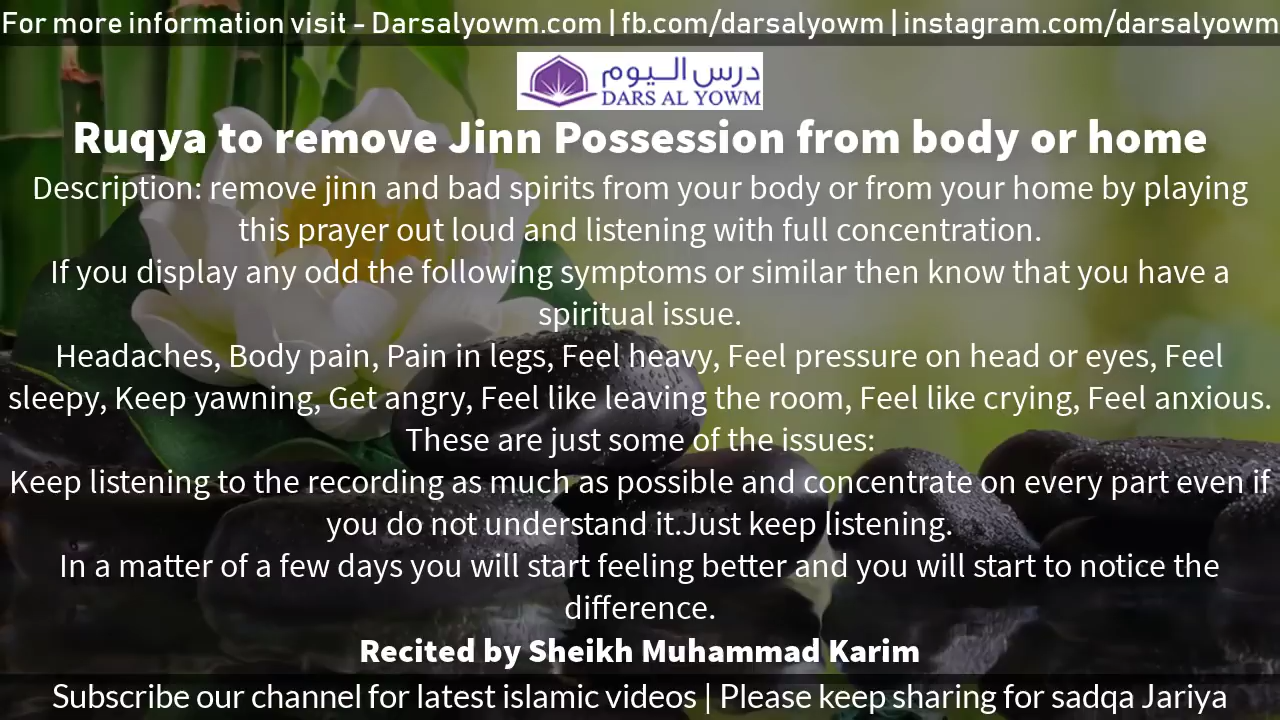 For more information visit - Darsalyowm.com | fb.com/darsalyowm | instagram.com/darsalyowm
درس اليوم
DARS AL YOWM
Ruqya to remove Jinn Possession from body or home
Description: remove jinn and bad spirits from your body or from your home by playing
this prayer out loud and listening with full concentration.
If you display any odd the following symptoms or similar then know that you have a
spiritual issue.
Headaches, Body pain, Pain in legs, Feel heavy, Feel pressure on head or eyes, Feel
sleepy, Keep yawning, Get angry, Feel like leaving the room, Feel like crying, Feel anxious.
These are just some of the issues:
Keep listening to the recording as much as possible and concentrate on every part even if
you do not understand it.Just keep listening.
In a matter of a few days you will start feeling better and you will start to notice the
difference.
Recited by Sheikh Muhammad Karim
Subscribe our channel for latest islamic videos | Please keep sharing for sadqa Jariya